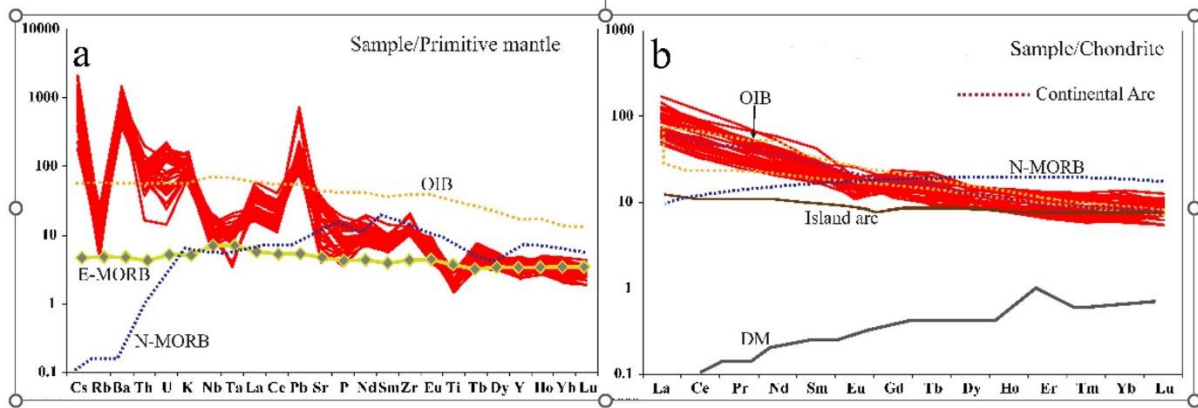 10000
1000
100
10
1
0.1
a
Sample/Primitive mantle
OIB
E-MORB
N-MORB
Cs Rb Ba Th U K Nb Ta La Ce Pb Sr P Nd Sm Zr Eu Ti Tb Dy Y Ho Yb Lu
1000
100
10
1
0.1
b
Sample/Chondrite
Continental Arc
OIB
N-MORB
Island arc
DM
La Ce Pr Nd Sm Eu Gd Tb Dy Ho Er Tm Yb Lu